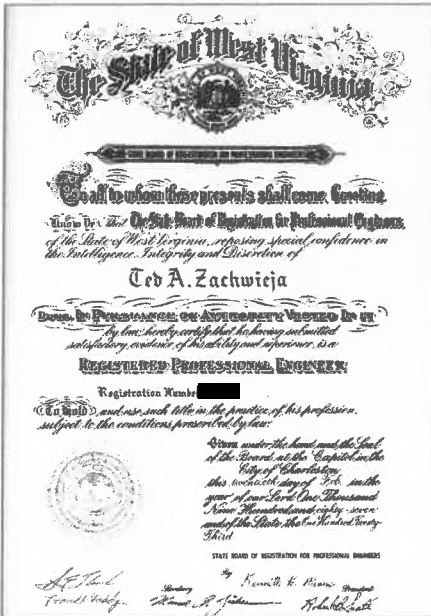 The State of West Virginia
To all to whom these presents shall come, Greeting
Know Ye, That The State Board of Registration for Professional Engineers
of the State of West Virginia, reposing special confidence in
the Intelligence, Integrity and Discretion of
Ted A. Zachwieja
Does, In Pursuance of Authority Vested In it
by law, hereby certify that he having submitted
satisfactory evidence of his ability and experience, is a
REGISTERED PROFESSIONAL ENGINEER
Registration Number
To Hold and use such title in the practice of his profession,
subject to the conditions prescribed by law:
Given under the hand and the Seal
of the Board, at the Capitol in the
City of Charleston
this twentieth day of Feb. in the
year of our Lord One Thousand
Nine Hundred and eighty-seven
and of the State the One Hundred Twenty
Third
STATE BOARD OF REGISTRATION FOR PROFESSIONAL ENGINEERS
By
Secretary
President